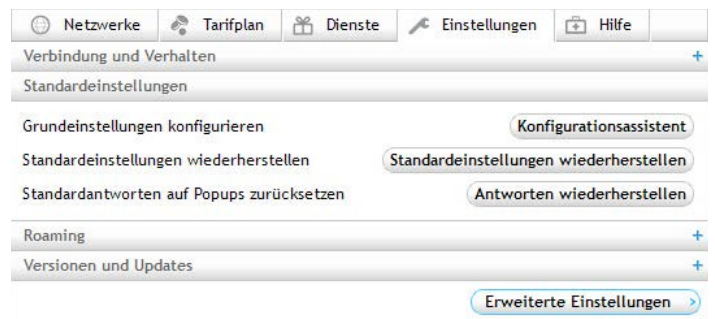 Netzwerke Tarifplan Dienste Einstellungen Hilfe
Verbindung und Verhalten +
Standardeinstellungen
Grundeinstellungen konfigurieren Konfigurationsassistent
Standardeinstellungen wiederherstellen Standardeinstellungen wiederherstellen
Standardantworten auf Popups zurücksetzen Antworten wiederherstellen
Roaming +
Versionen und Updates +
Erweiterte Einstellungen >